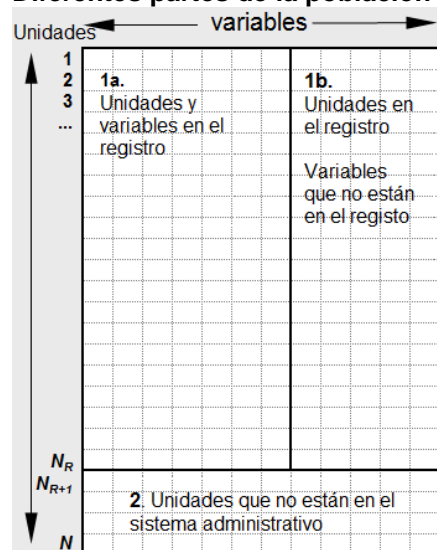 Diferentes partes de la población
Unidades
variables
1
2
3
...
1a.
Unidades y
variables en el
registro
1b.
Unidades en
el registro
Variables
que no están
en el registo
NR
NR+1
N
2. Unidades que no están en el
sistema administrativo